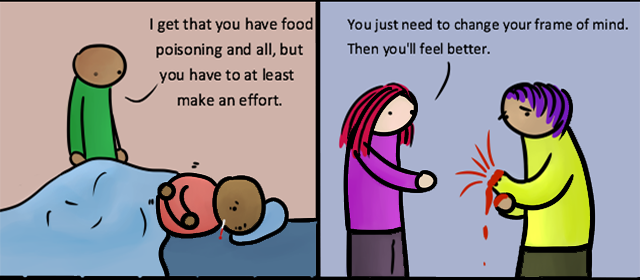 I get that you have food
poisoning and all, but
you have to at least
make an effort.
You just need to change your frame of mind.
Then you'll feel better.